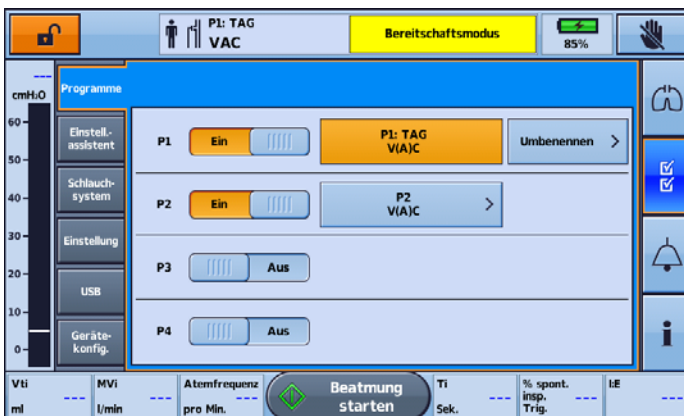 P1: TAG
VAC
Bereitschaftsmodus
85%
---
cmH2O
60
50
40
30
20
10
0
Programme
Einstell.-
assistent
Schlauch-
system
Einstellung
USB
Geräte-
konfig.
P1
Ein
P1: TAG
V(A)C
Umbenennen >
P2
Ein
P2
V(A)C
>
P3
Aus
P4
Aus
Vti
---
ml
MVi
---
l/min
Atemfrequenz
---
pro Min.
Beatmung
starten
Ti
---
Sek.
% spont.
insp.
Trig.
---
I:E
---